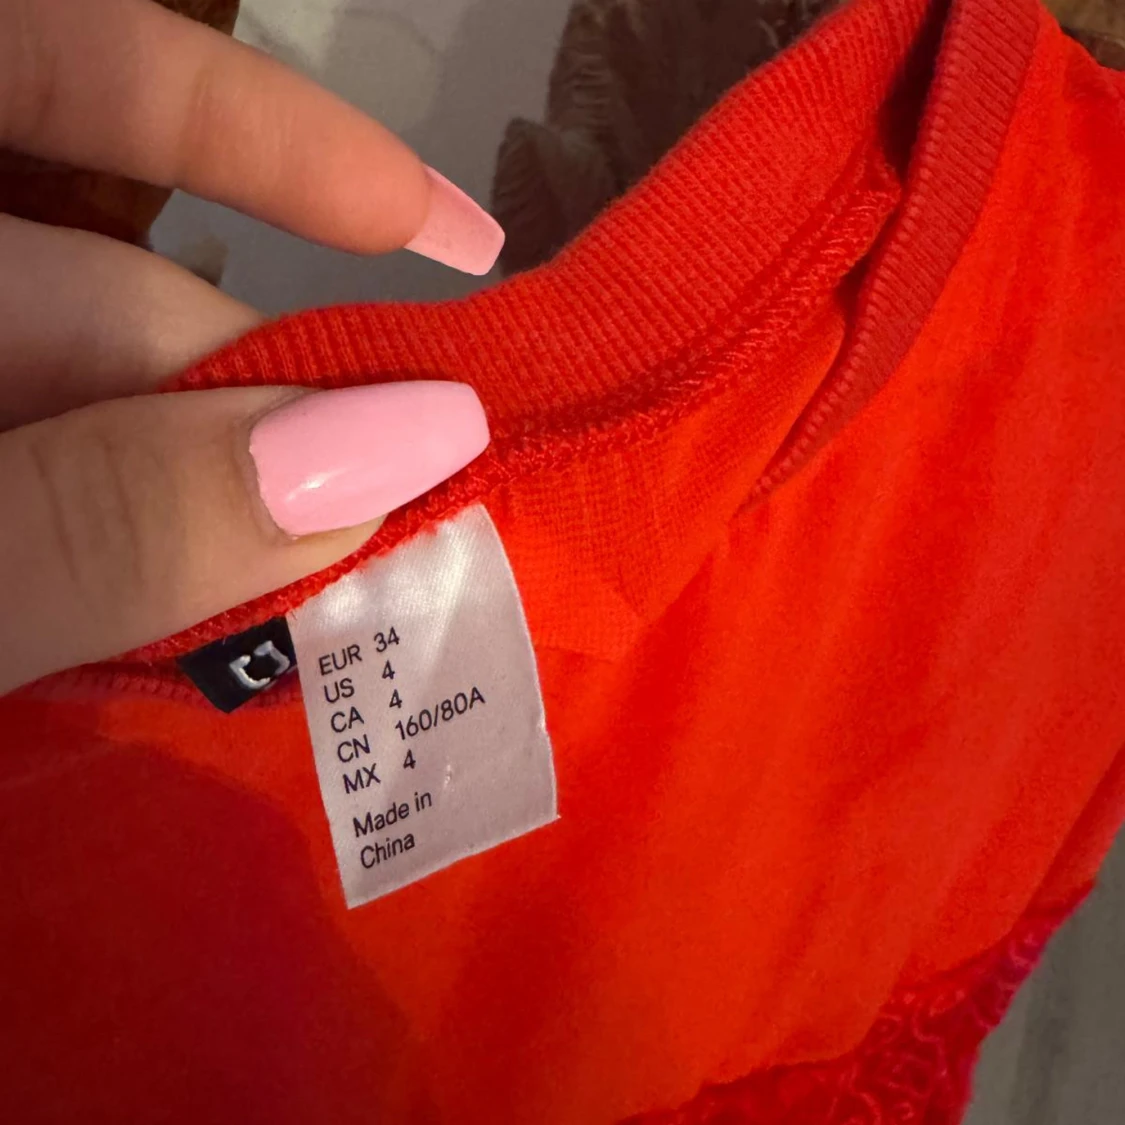 EUR 34
US 4
CA 4
CN 160/80A
MX 4
Made in
China